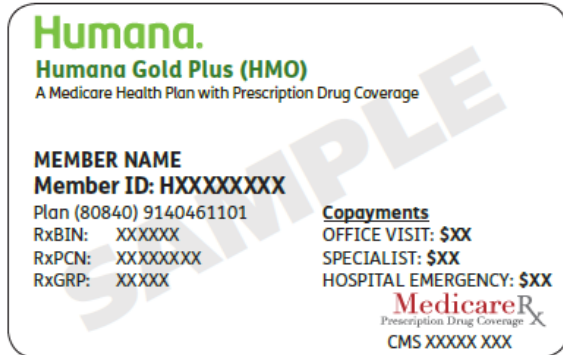 Humana.
Humana Gold Plus (HMO)
A Medicare Health Plan with Prescription Drug Coverage
SAMPLE
MEMBER NAME
Member ID: HXXXXXXXX
Plan (80840) 9140461101
RxBIN: XXXXXX
RxPCN: XXXXXXXX
RxGRP: XXXXX
Copayments
OFFICE VISIT: $XX
SPECIALIST: $XX
HOSPITAL EMERGENCY: $XX
MedicareRx
Prescription Drug Coverage
CMS XXXXX XXX